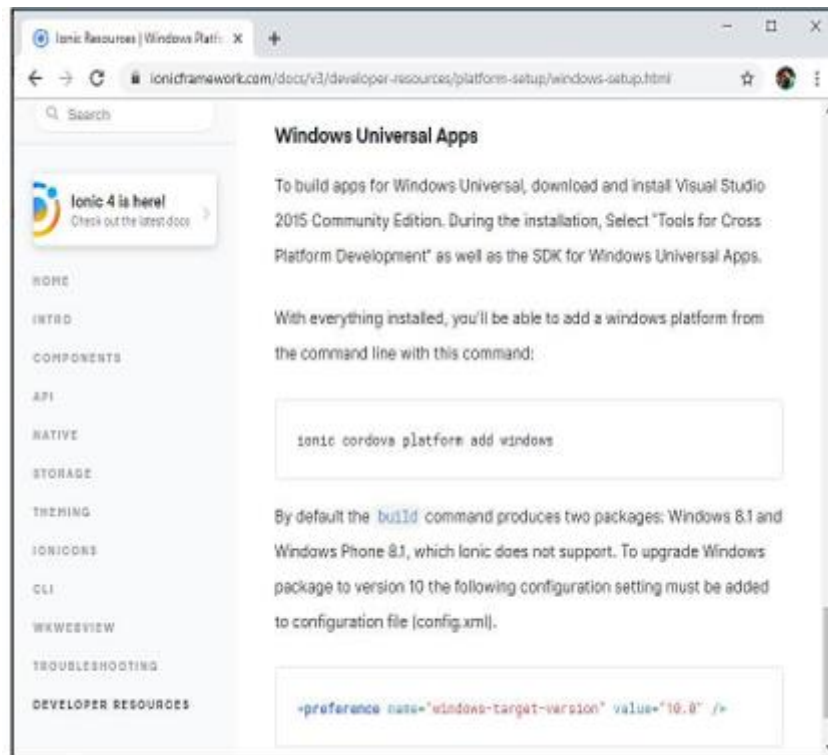 Ionic Resources | Windows Platf
ionicframework.com/docs/v3/developer-resources/platform-setup/windows-setup.html
Search
Ionic 4 is here!
Check out the latest docs
HOME
INTRO
COMPONENTS
API
NATIVE
STORAGE
THEMING
IONICONS
CLI
WKWEBVIEW
TROUBLESHOOTING
DEVELOPER RESOURCES
Windows Universal Apps
To build apps for Windows Universal, download and install Visual Studio
2015 Community Edition. During the installation, Select "Tools for Cross
Platform Development" as well as the SDK for Windows Universal Apps.
With everything installed, you'll be able to add a windows platform from
the command line with this command:
ionic cordova platform add windows
By default the build command produces two packages: Windows 8.1 and
Windows Phone 8.1, which Ionic does not support. To upgrade Windows
package to version 10 the following configuration setting must be added
to configuration file (config.xml).
<preference name="windows-target-version" value="10.0" />